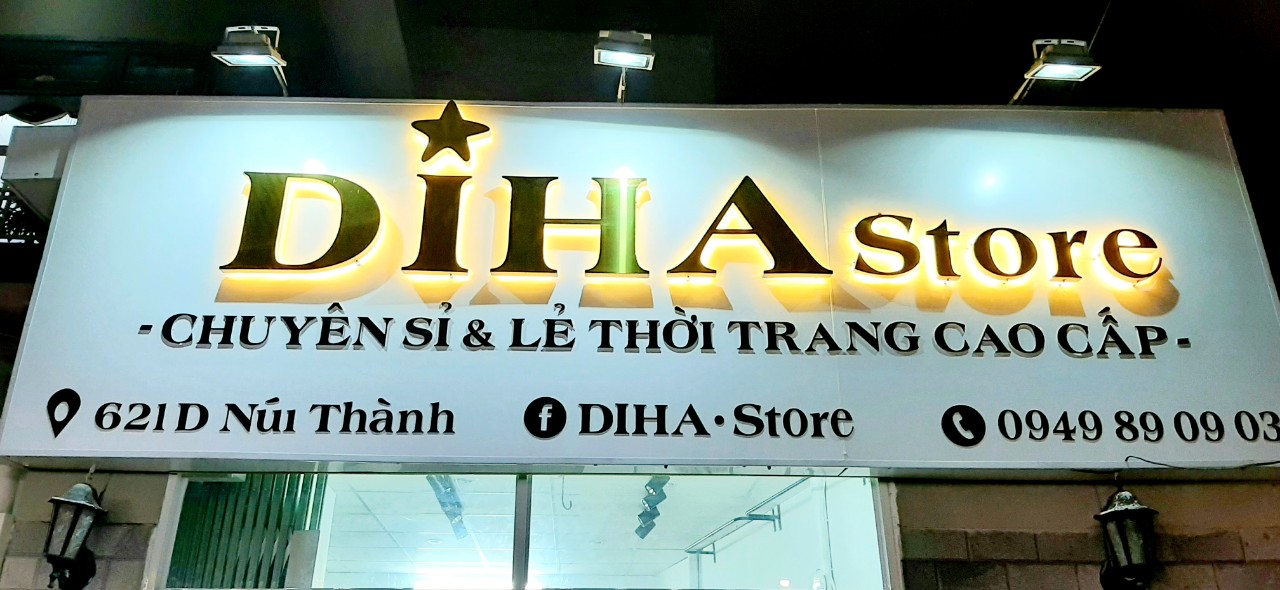 DIHA Store
-CHUYÊN SỈ & LẺ THỜI TRANG CAO CẤP-
621D Núi Thành DIHA•Store 0949 89 09 03